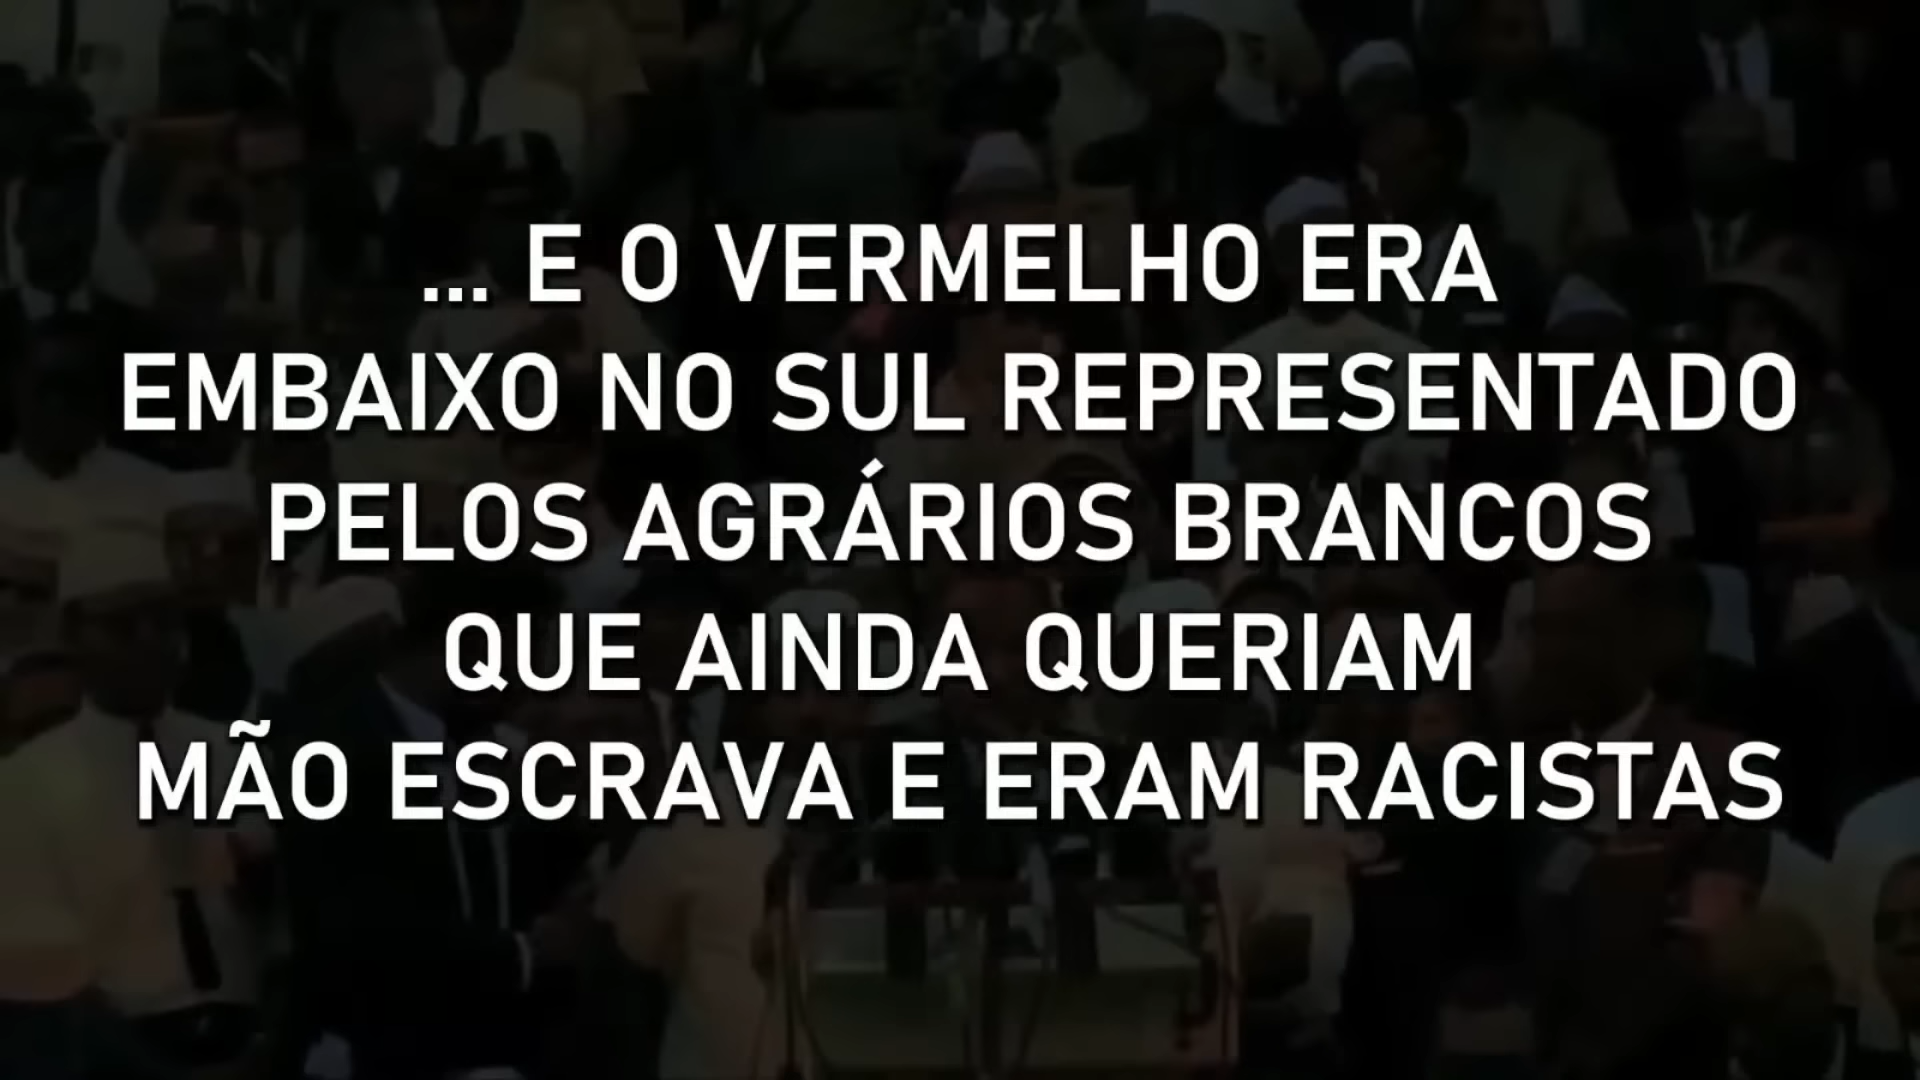 ... E O VERMELHO ERA
EMBAIXO NO SUL REPRESENTADO
PELOS AGRÁRIOS BRANCOS
QUE AINDA QUERIAM
MÃO ESCRAVA E ERAM RACISTAS